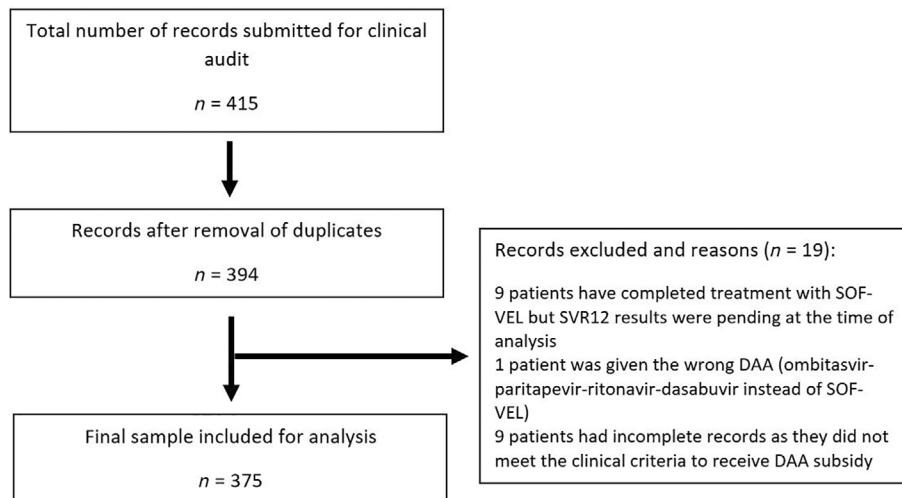 Total number of records submitted for clinical
audit
n = 415
Records after removal of duplicates
n = 394
Records excluded and reasons (n = 19):
9 patients have completed treatment with SOF-
VEL but SVR12 results were pending at the time of
analysis
1 patient was given the wrong DAA (ombitasvir-
paritapevir-ritonavir-dasabuvir instead of SOF-
VEL)
9 patients had incomplete records as they did not
meet the clinical criteria to receive DAA subsidy
Final sample included for analysis
n = 375